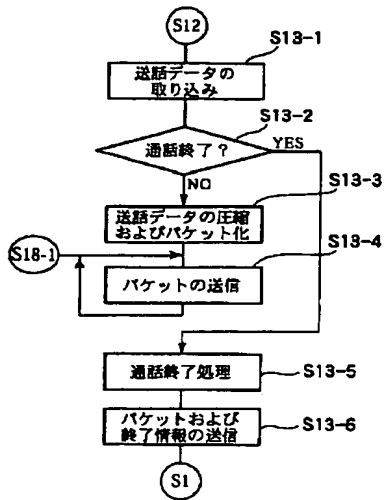 S12
S13-1
送話データの
取り込み
S13-2
通話終了?
YES
NO
S13-3
送話データの圧縮
およびパケット化
S13-4
S18-1
パケットの送信
通話終了処理
S13-5
パケットおよび
終了情報の送信
S13-6
S1